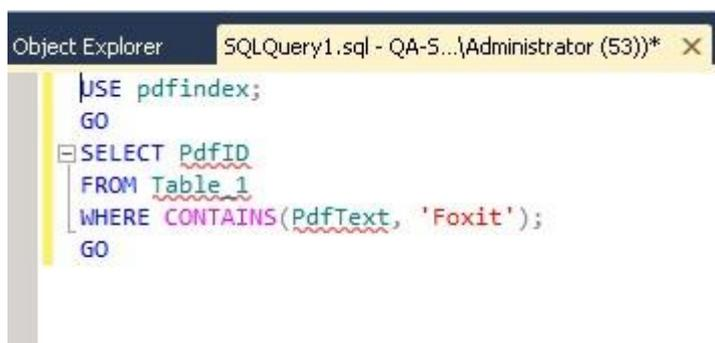 Object Explorer SQLQuery1.sql - QA-S...\Administrator (53))*
USE pdfindex;
GO
SELECT PdfID
FROM Table_1
WHERE CONTAINS(PdfText, 'Foxit');
GO